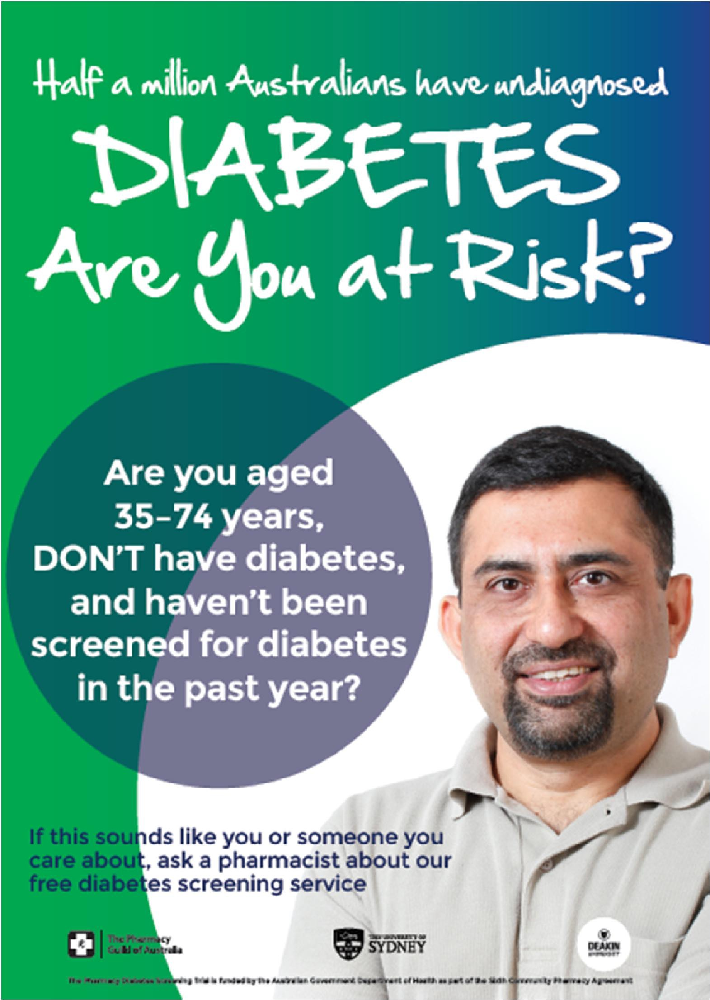 Half a million Australians have undiagnosed
DIABETES
Are You at Risk?
Are you aged
35–74 years,
DON'T have diabetes,
and haven't been
screened for diabetes
in the past year?
If this sounds like you or someone you
care about, ask a pharmacist about our
free diabetes screening service
The Pharmacy
Guild of Australia
THE UNIVERSITY OF
SYDNEY
DEAKIN
UNIVERSITY
The Pharmacy Diabetes Screening Trial is funded by the Australian Government Department of Health as part of the Sixth Community Pharmacy Agreement